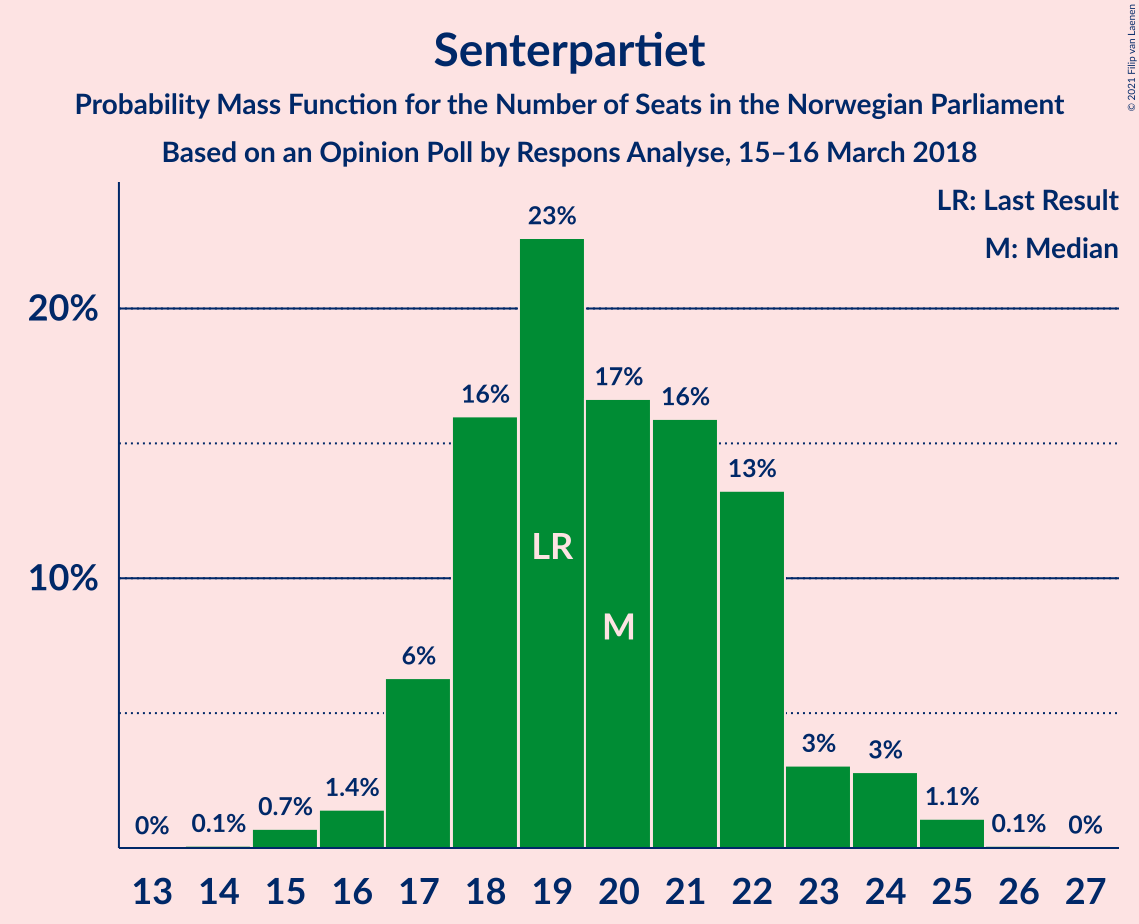 Senterpartiet
Probability Mass Function for the Number of Seats in the Norwegian Parliament
Based on an Opinion Poll by Respons Analyse, 15–16 March 2018
© 2021 Filip van Laenen
LR: Last Result
M: Median
20%
10%
0%
0.1%
0.7%
1.4%
6%
16%
23%
17%
16%
13%
3%
3%
1.1%
0.1%
0%
LR
M
13 14 15 16 17 18 19 20 21 22 23 24 25 26 27